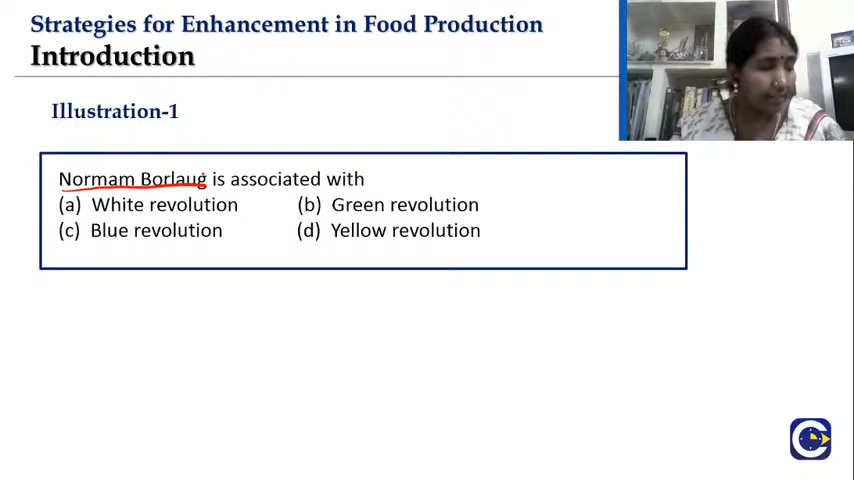 Strategies for Enhancement in Food Production
Introduction
Illustration-1
Normam Borlaug is associated with
(a) White revolution (b) Green revolution
(c) Blue revolution (d) Yellow revolution